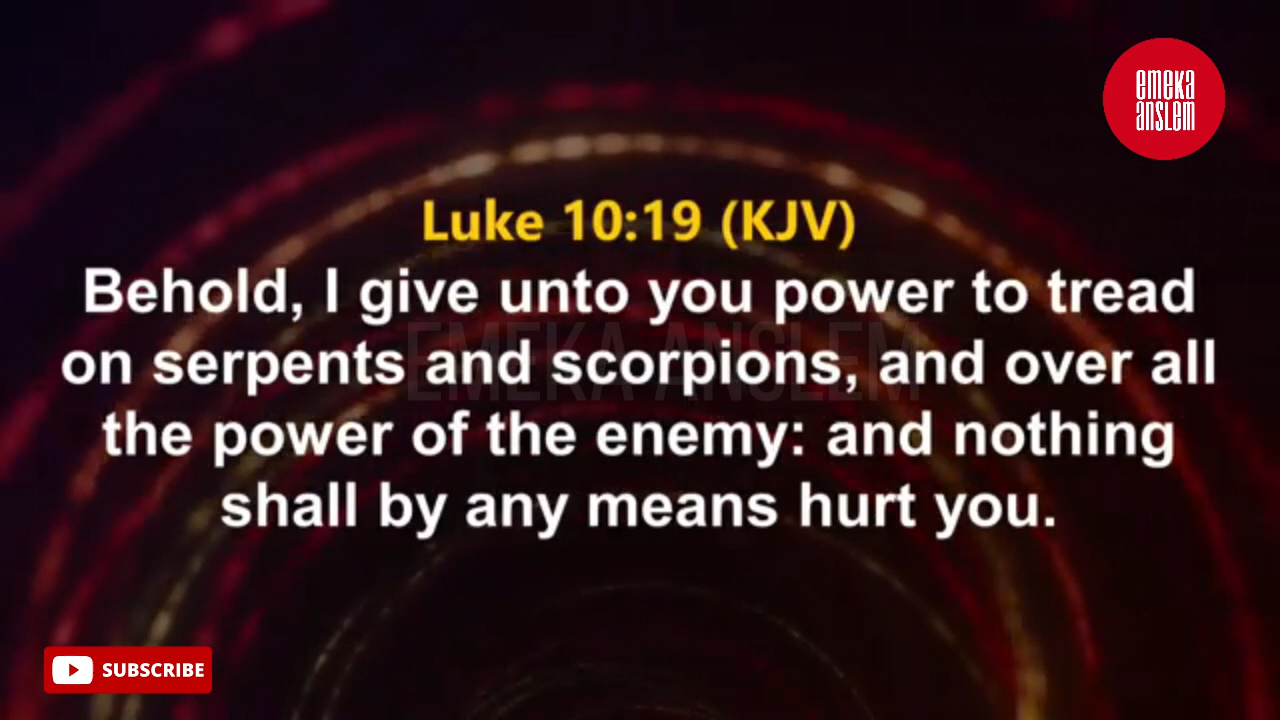 emeka
anslem
Luke 10:19 (KJV)
Behold, I give unto you power to tread
on serpents and scorpions, and over all
the power of the enemy: and nothing
shall by any means hurt you.
EMEKA ANSLEM
SUBSCRIBE